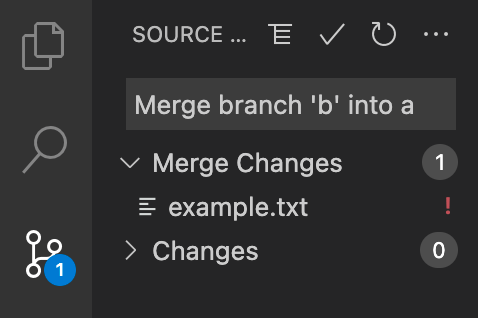 SOURCE ...
Merge branch 'b' into a
Merge Changes 1
example.txt !
Changes 0
1